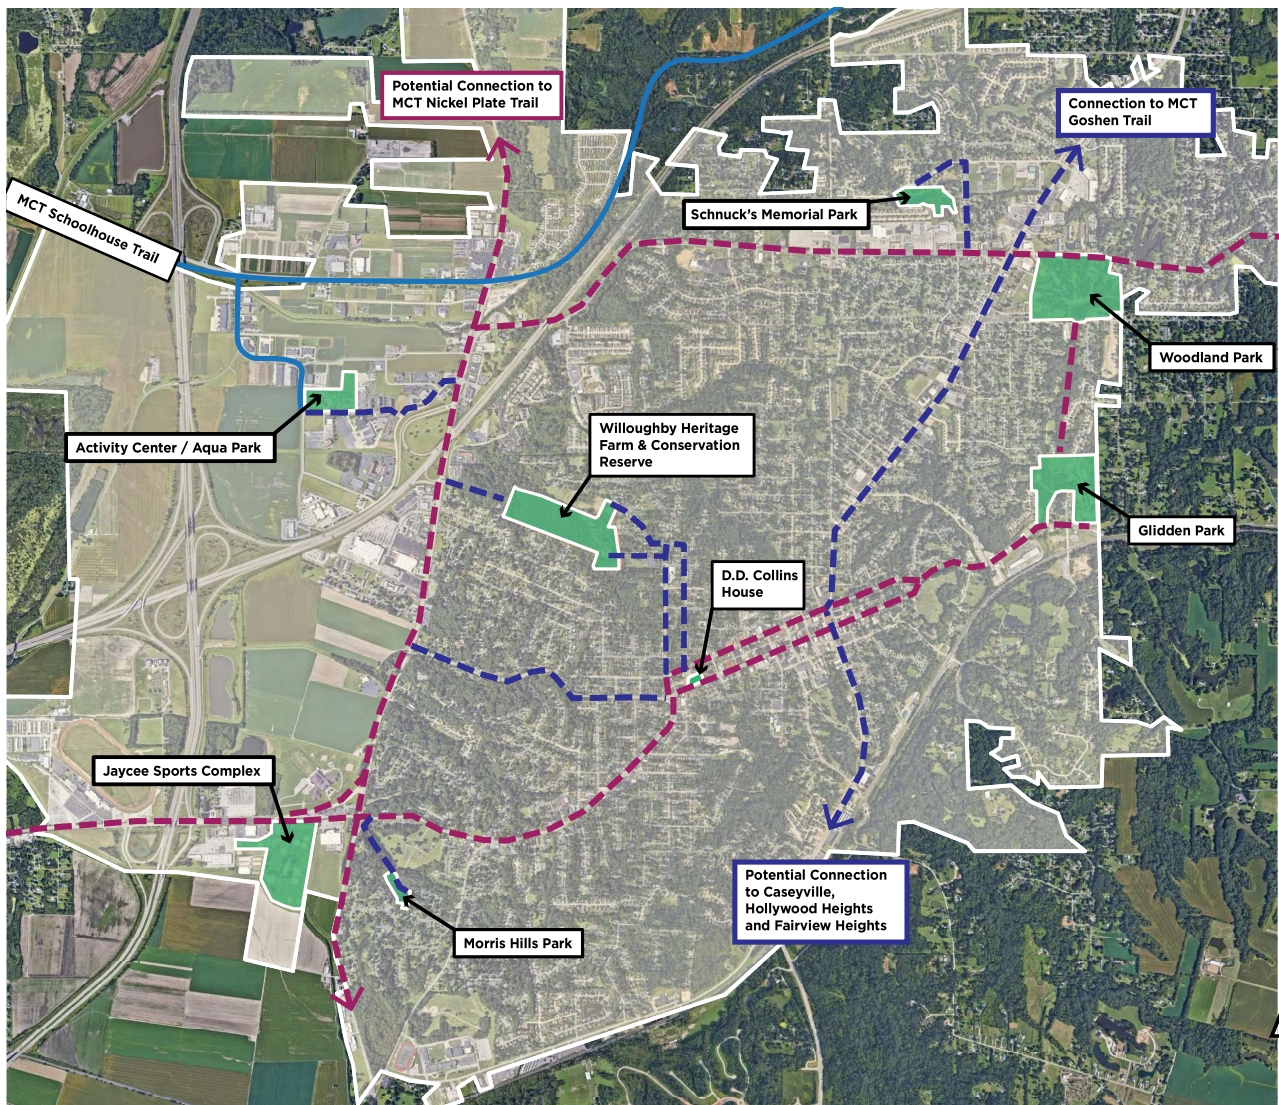 Potential Connection to
MCT Nickel Plate Trail
Connection to MCT
Goshen Trail
MCT Schoolhouse Trail
Schnuck's Memorial Park
Woodland Park
Activity Center / Aqua Park
Willoughby Heritage
Farm & Conservation
Reserve
Glidden Park
D.D. Collins
House
Jaycee Sports Complex
Potential Connection
to Caseyville,
Hollywood Heights
and Fairview Heights
Morris Hills Park